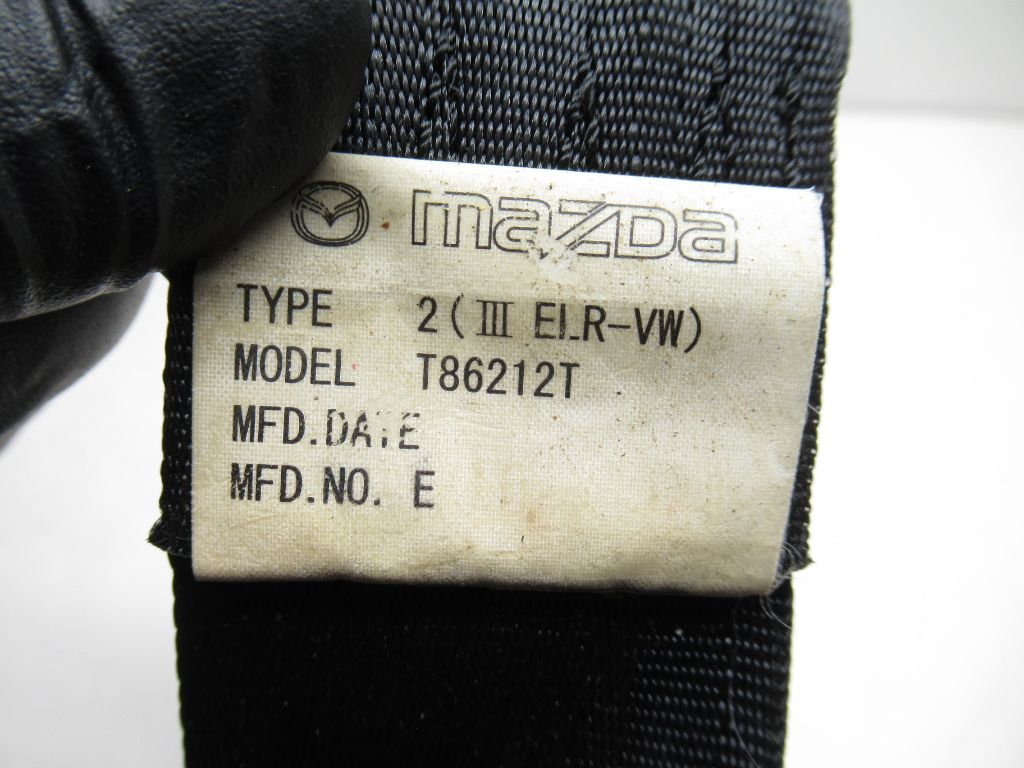 mazda
TYPE 2(Ⅲ ELR-VW)
MODEL T86212T
MFD.DATE
MFD.NO. E